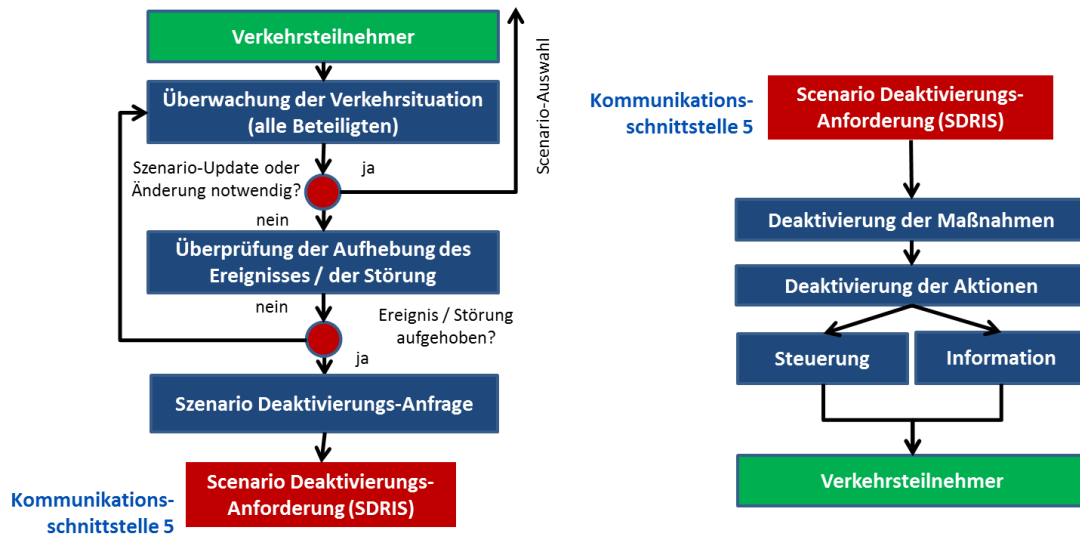 Verkehrsteilnehmer
Überwachung der Verkehrsituation
(alle Beteiligten)
Szenario-Update oder
Änderung notwendig?
ja
Scenario-Auswahl
nein
Überprüfung der Aufhebung des
Ereignisses / der Störung
nein
Ereignis / Störung
aufgehoben?
ja
Szenario Deaktivierungs-Anfrage
Kommunikations-
schnittstelle 5
Scenario Deaktivierungs-
Anforderung (SDRIS)
Kommunikations-
schnittstelle 5
Scenario Deaktivierungs-
Anforderung (SDRIS)
Deaktivierung der Maßnahmen
Deaktivierung der Aktionen
Steuerung
Information
Verkehrsteilnehmer